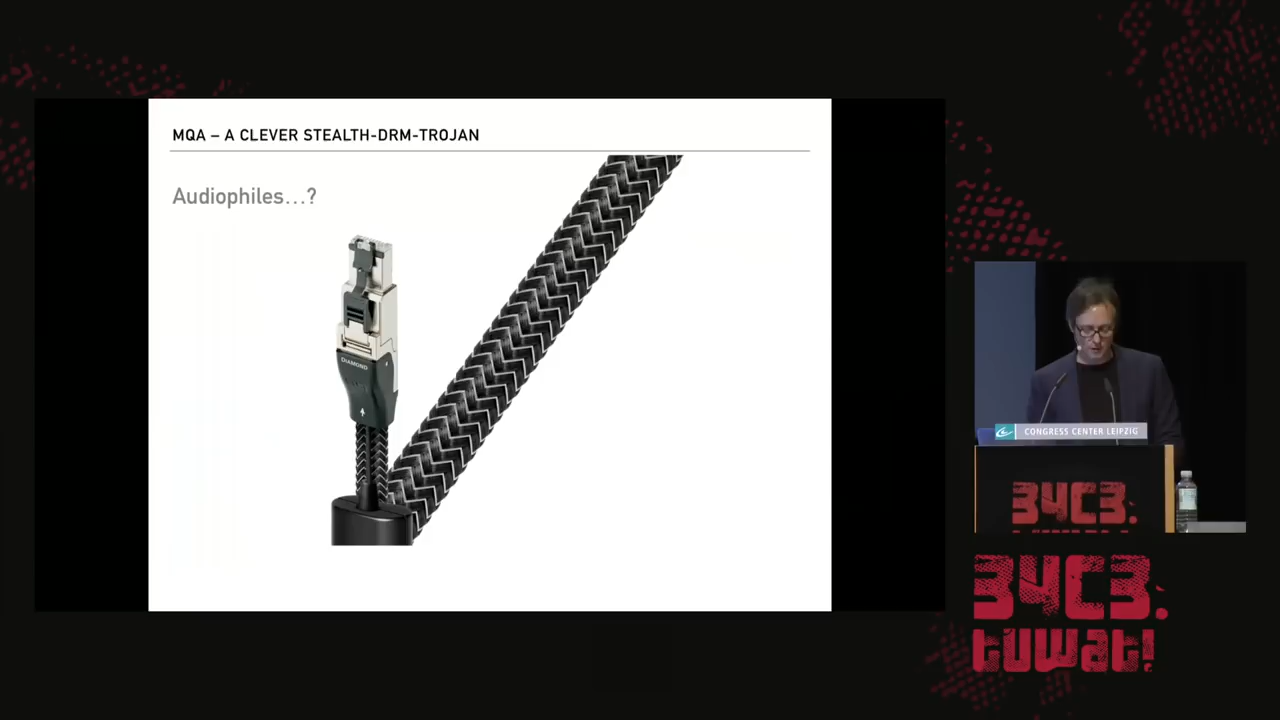 MQA – A CLEVER STEALTH-DRM-TROJAN
Audiophiles…?
DIAMOND
CONGRESS CENTER LEIPZIG
34C3.
34C3.
tuwat!